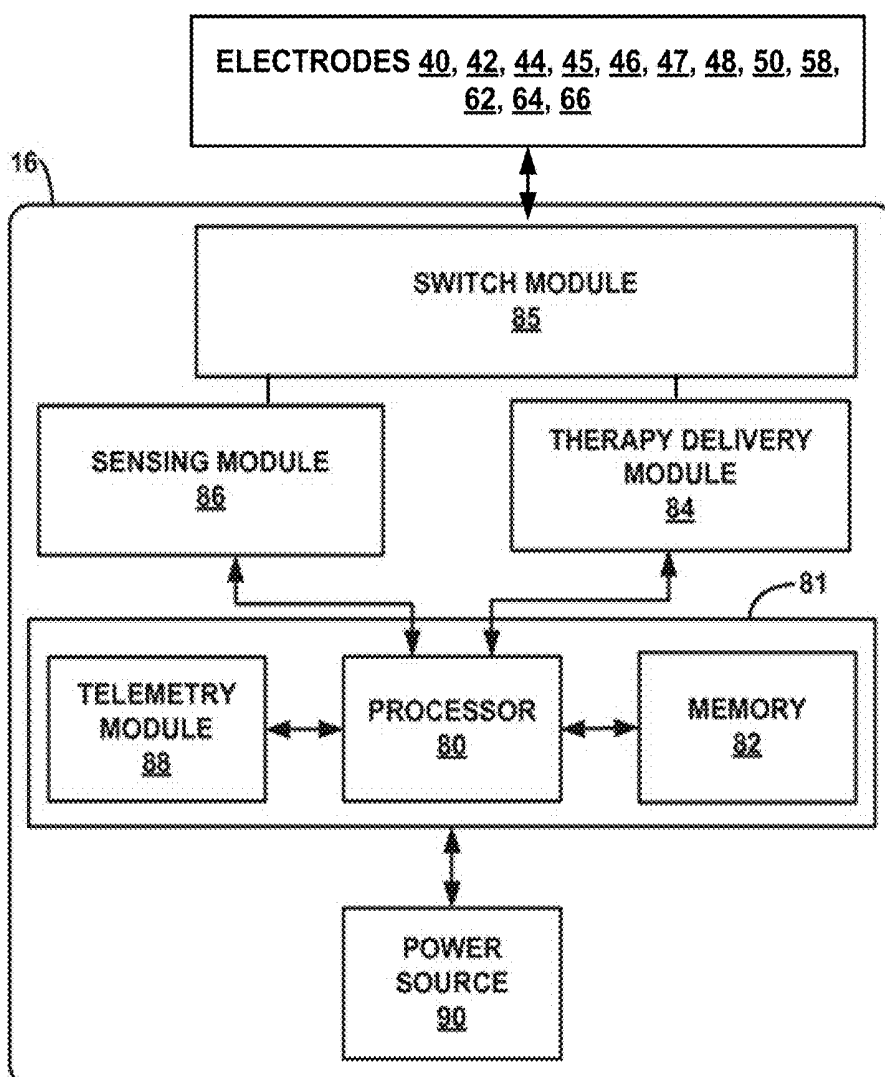 ELECTRODES 40, 42, 44, 45, 46, 47, 48, 50, 58,
62, 64, 66
16
SWITCH MODULE
85
SENSING MODULE
86
THERAPY DELIVERY
MODULE
84
81
TELEMETRY
MODULE
88
PROCESSOR
80
MEMORY
82
POWER
SOURCE
90